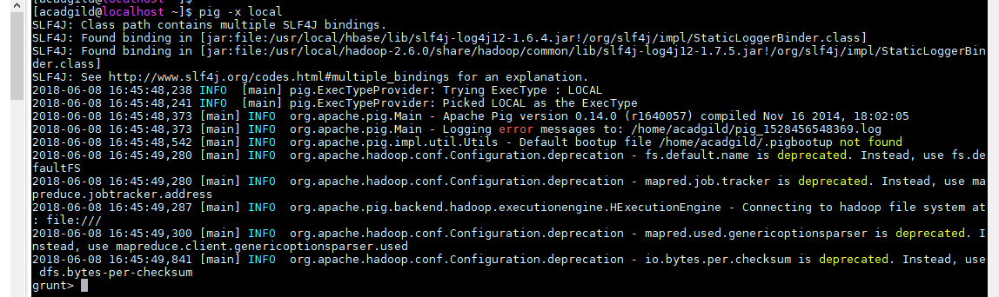 [acadgild@localhost ~]$
[acadgild@localhost ~]$ pig -x local
SLF4J: Class path contains multiple SLF4J bindings.
SLF4J: Found binding in [jar:file:/usr/local/hbase/lib/slf4j-log4j12-1.6.4.jar!/org/slf4j/impl/StaticLoggerBinder.class]
SLF4J: Found binding in [jar:file:/usr/local/hadoop-2.6.0/share/hadoop/common/lib/slf4j-log4j12-1.7.5.jar!/org/slf4j/impl/StaticLoggerBin
der.class]
SLF4J: See http://www.slf4j.org/codes.html#multiple_bindings for an explanation.
2018-06-08 16:45:48,238 INFO  [main] pig.ExecTypeProvider: Trying ExecType : LOCAL
2018-06-08 16:45:48,241 INFO  [main] pig.ExecTypeProvider: Picked LOCAL as the ExecType
2018-06-08 16:45:48,373 [main] INFO  org.apache.pig.Main - Apache Pig version 0.14.0 (r1640057) compiled Nov 16 2014, 18:02:05
2018-06-08 16:45:48,373 [main] INFO  org.apache.pig.Main - Logging error messages to: /home/acadgild/pig_1528456548369.log
2018-06-08 16:45:48,542 [main] INFO  org.apache.pig.impl.util.Utils - Default bootup file /home/acadgild/.pigbootup not found
2018-06-08 16:45:49,280 [main] INFO  org.apache.hadoop.conf.Configuration.deprecation - fs.default.name is deprecated. Instead, use fs.de
faultFS
2018-06-08 16:45:49,280 [main] INFO  org.apache.hadoop.conf.Configuration.deprecation - mapred.job.tracker is deprecated. Instead, use ma
preduce.jobtracker.address
2018-06-08 16:45:49,287 [main] INFO  org.apache.pig.backend.hadoop.executionengine.HExecutionEngine - Connecting to hadoop file system at
: file:///
2018-06-08 16:45:49,300 [main] INFO  org.apache.hadoop.conf.Configuration.deprecation - mapred.used.genericoptionsparser is deprecated. I
nstead, use mapreduce.client.genericoptionsparser.used
2018-06-08 16:45:49,841 [main] INFO  org.apache.hadoop.conf.Configuration.deprecation - io.bytes.per.checksum is deprecated. Instead, use
 dfs.bytes-per-checksum
grunt>